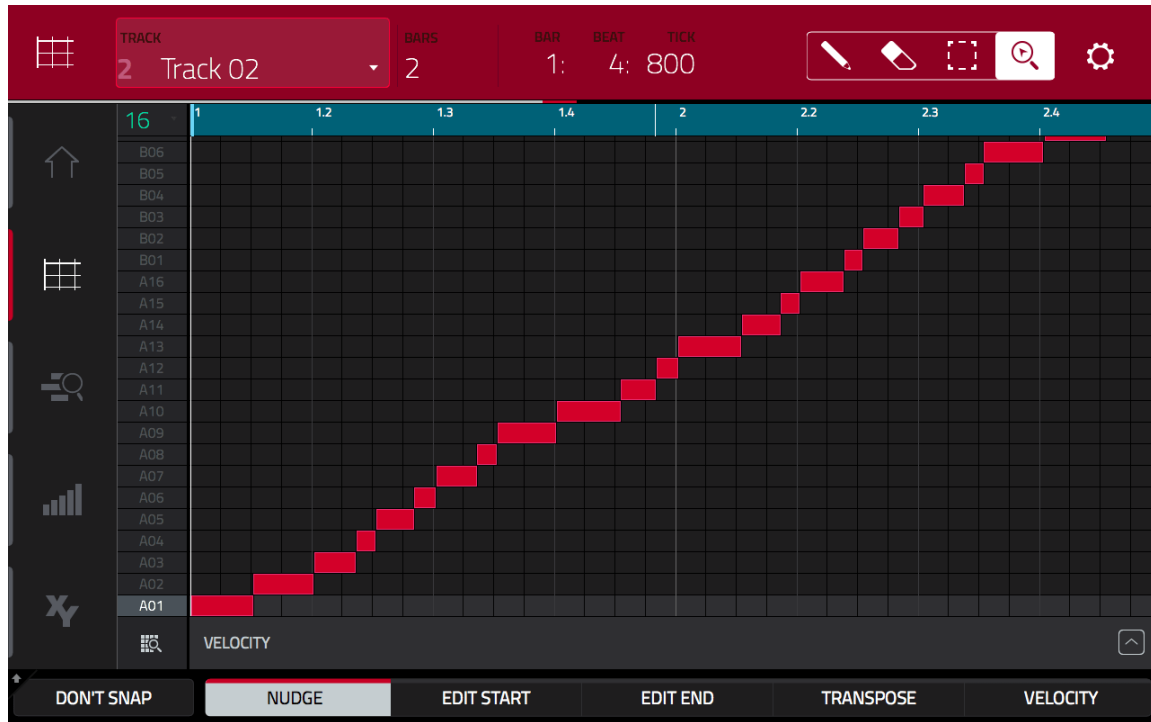 TRACK BARS BAR BEAT TICK
2 Track 02 2 1: 4: 800
16 1 1.2 1.3 1.4 2 2.2 2.3 2.4
B06
B05
B04
B03
B02
B01
A16
A15
A14
A13
A12
A11
A10
A09
A08
A07
A06
A05
A04
A03
A02
A01
XY
VELOCITY
DON'T SNAP NUDGE EDIT START EDIT END TRANSPOSE VELOCITY